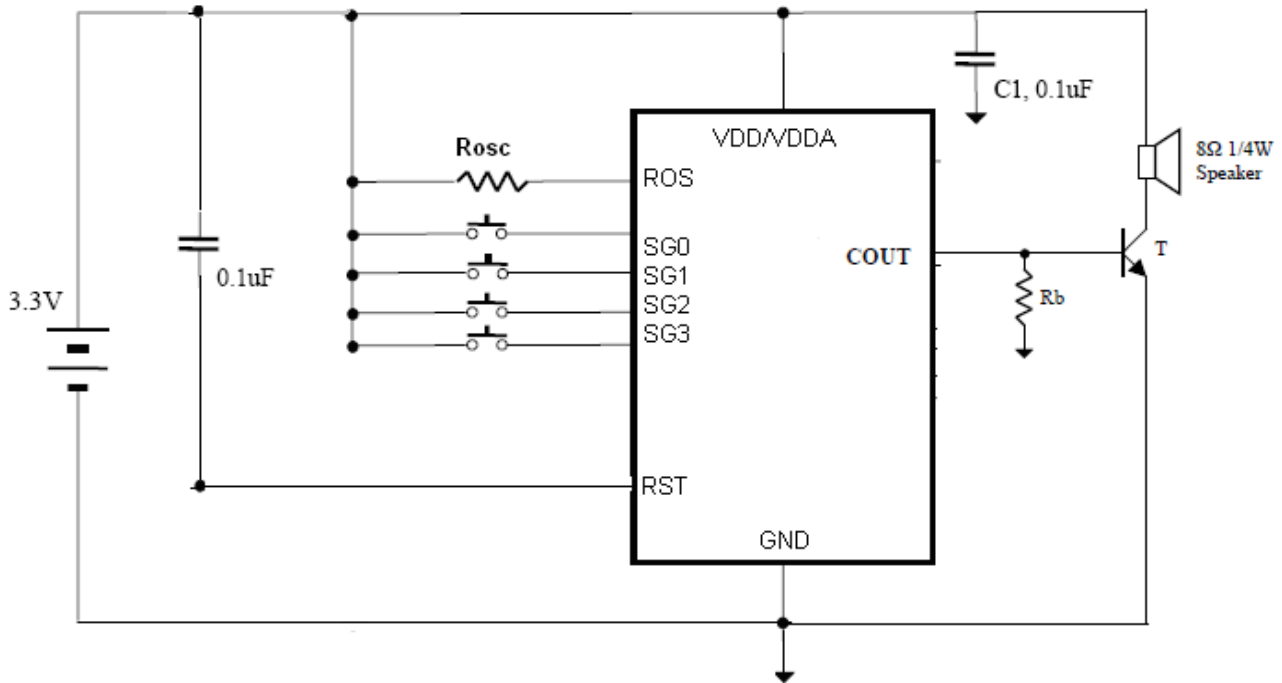 C1, 0.1uF
VDD/VDDA
8Ω 1/4W
Speaker
Rosc
ROS
SG0
COUT
T
SG1
0.1uF
SG2
Rb
3.3V
SG3
RST
GND